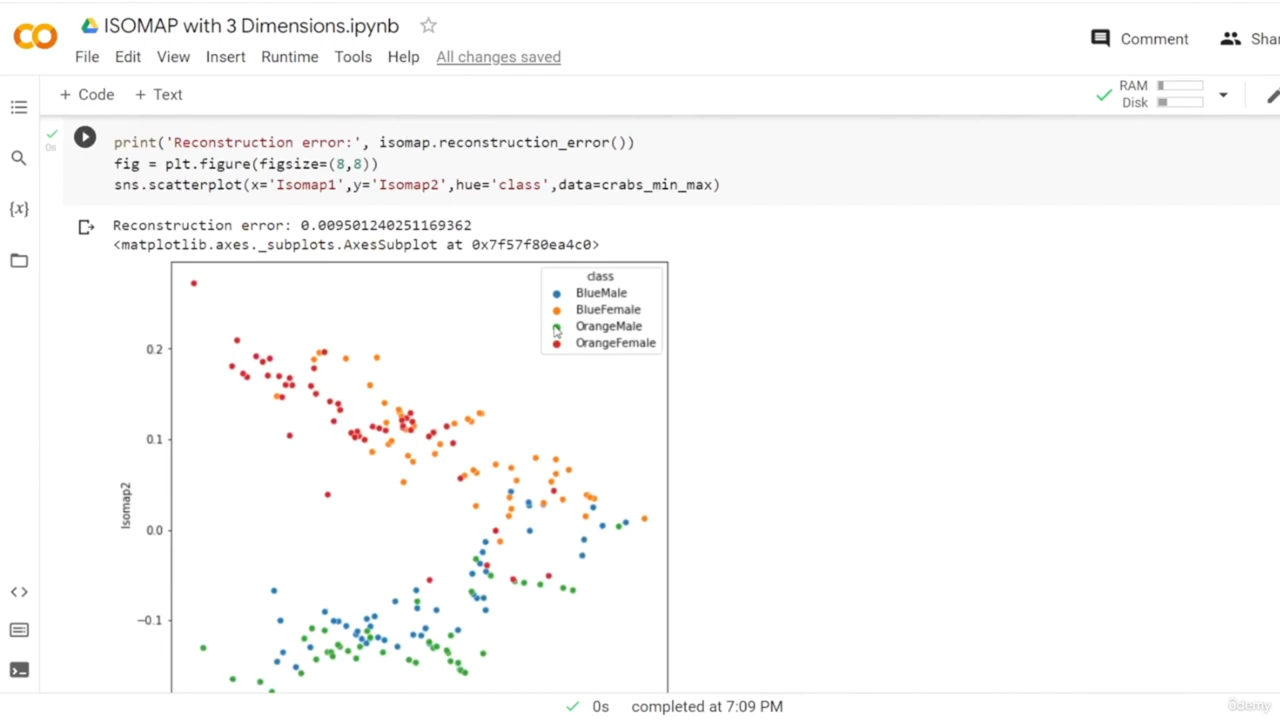 ISOMAP with 3 Dimensions.ipynb
File Edit View Insert Runtime Tools Help All changes saved
Comment
+ Code + Text
RAM
Disk
0s
print('Reconstruction error:', isomap.reconstruction_error())
fig = plt.figure(figsize=(8,8))
sns.scatterplot(x='Isomap1',y='Isomap2',hue='class',data=crabs_min_max)
{x}
Reconstruction error: 0.009501240251169362
<matplotlib.axes._subplots.AxesSubplot at 0x7f57f80ea4c0>
class
BlueMale
BlueFemale
OrangeMale
OrangeFemale
0.2
0.1
0.0
−0.1
Isomap2
0s completed at 7:09 PM
ûdemy